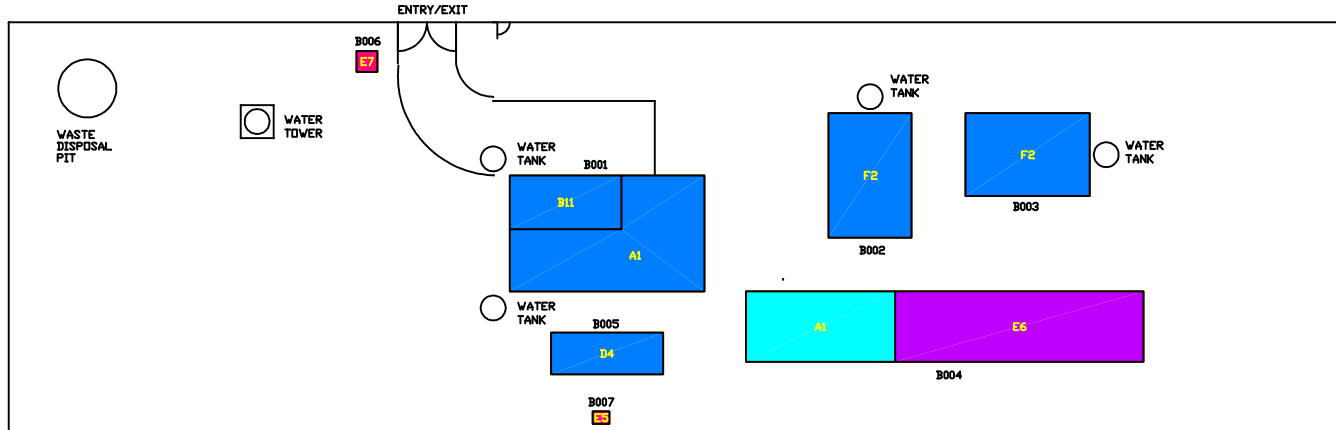 ENTRY/EXIT
B006
E7
WASTE
DISPOSAL
PIT
WATER
TOWER
WATER
TANK
B001
B11
A1
WATER
TANK
B005
D4
B007
E5
WATER
TANK
F2
B002
F2
B003
WATER
TANK
A1
E6
B004